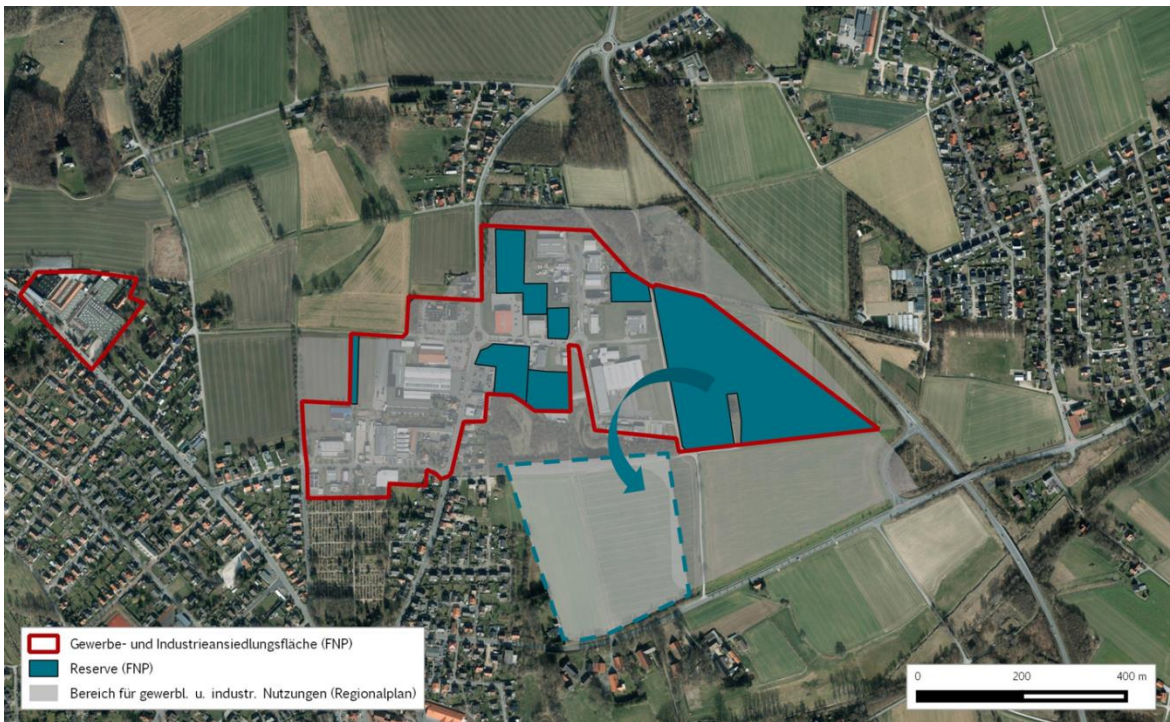 Gewerbe- und Industrieansiedlungsfläche (FNP)
Reserve (FNP)
Bereich für gewerbl. u. industr. Nutzungen (Regionalplan)
0 200 400 m